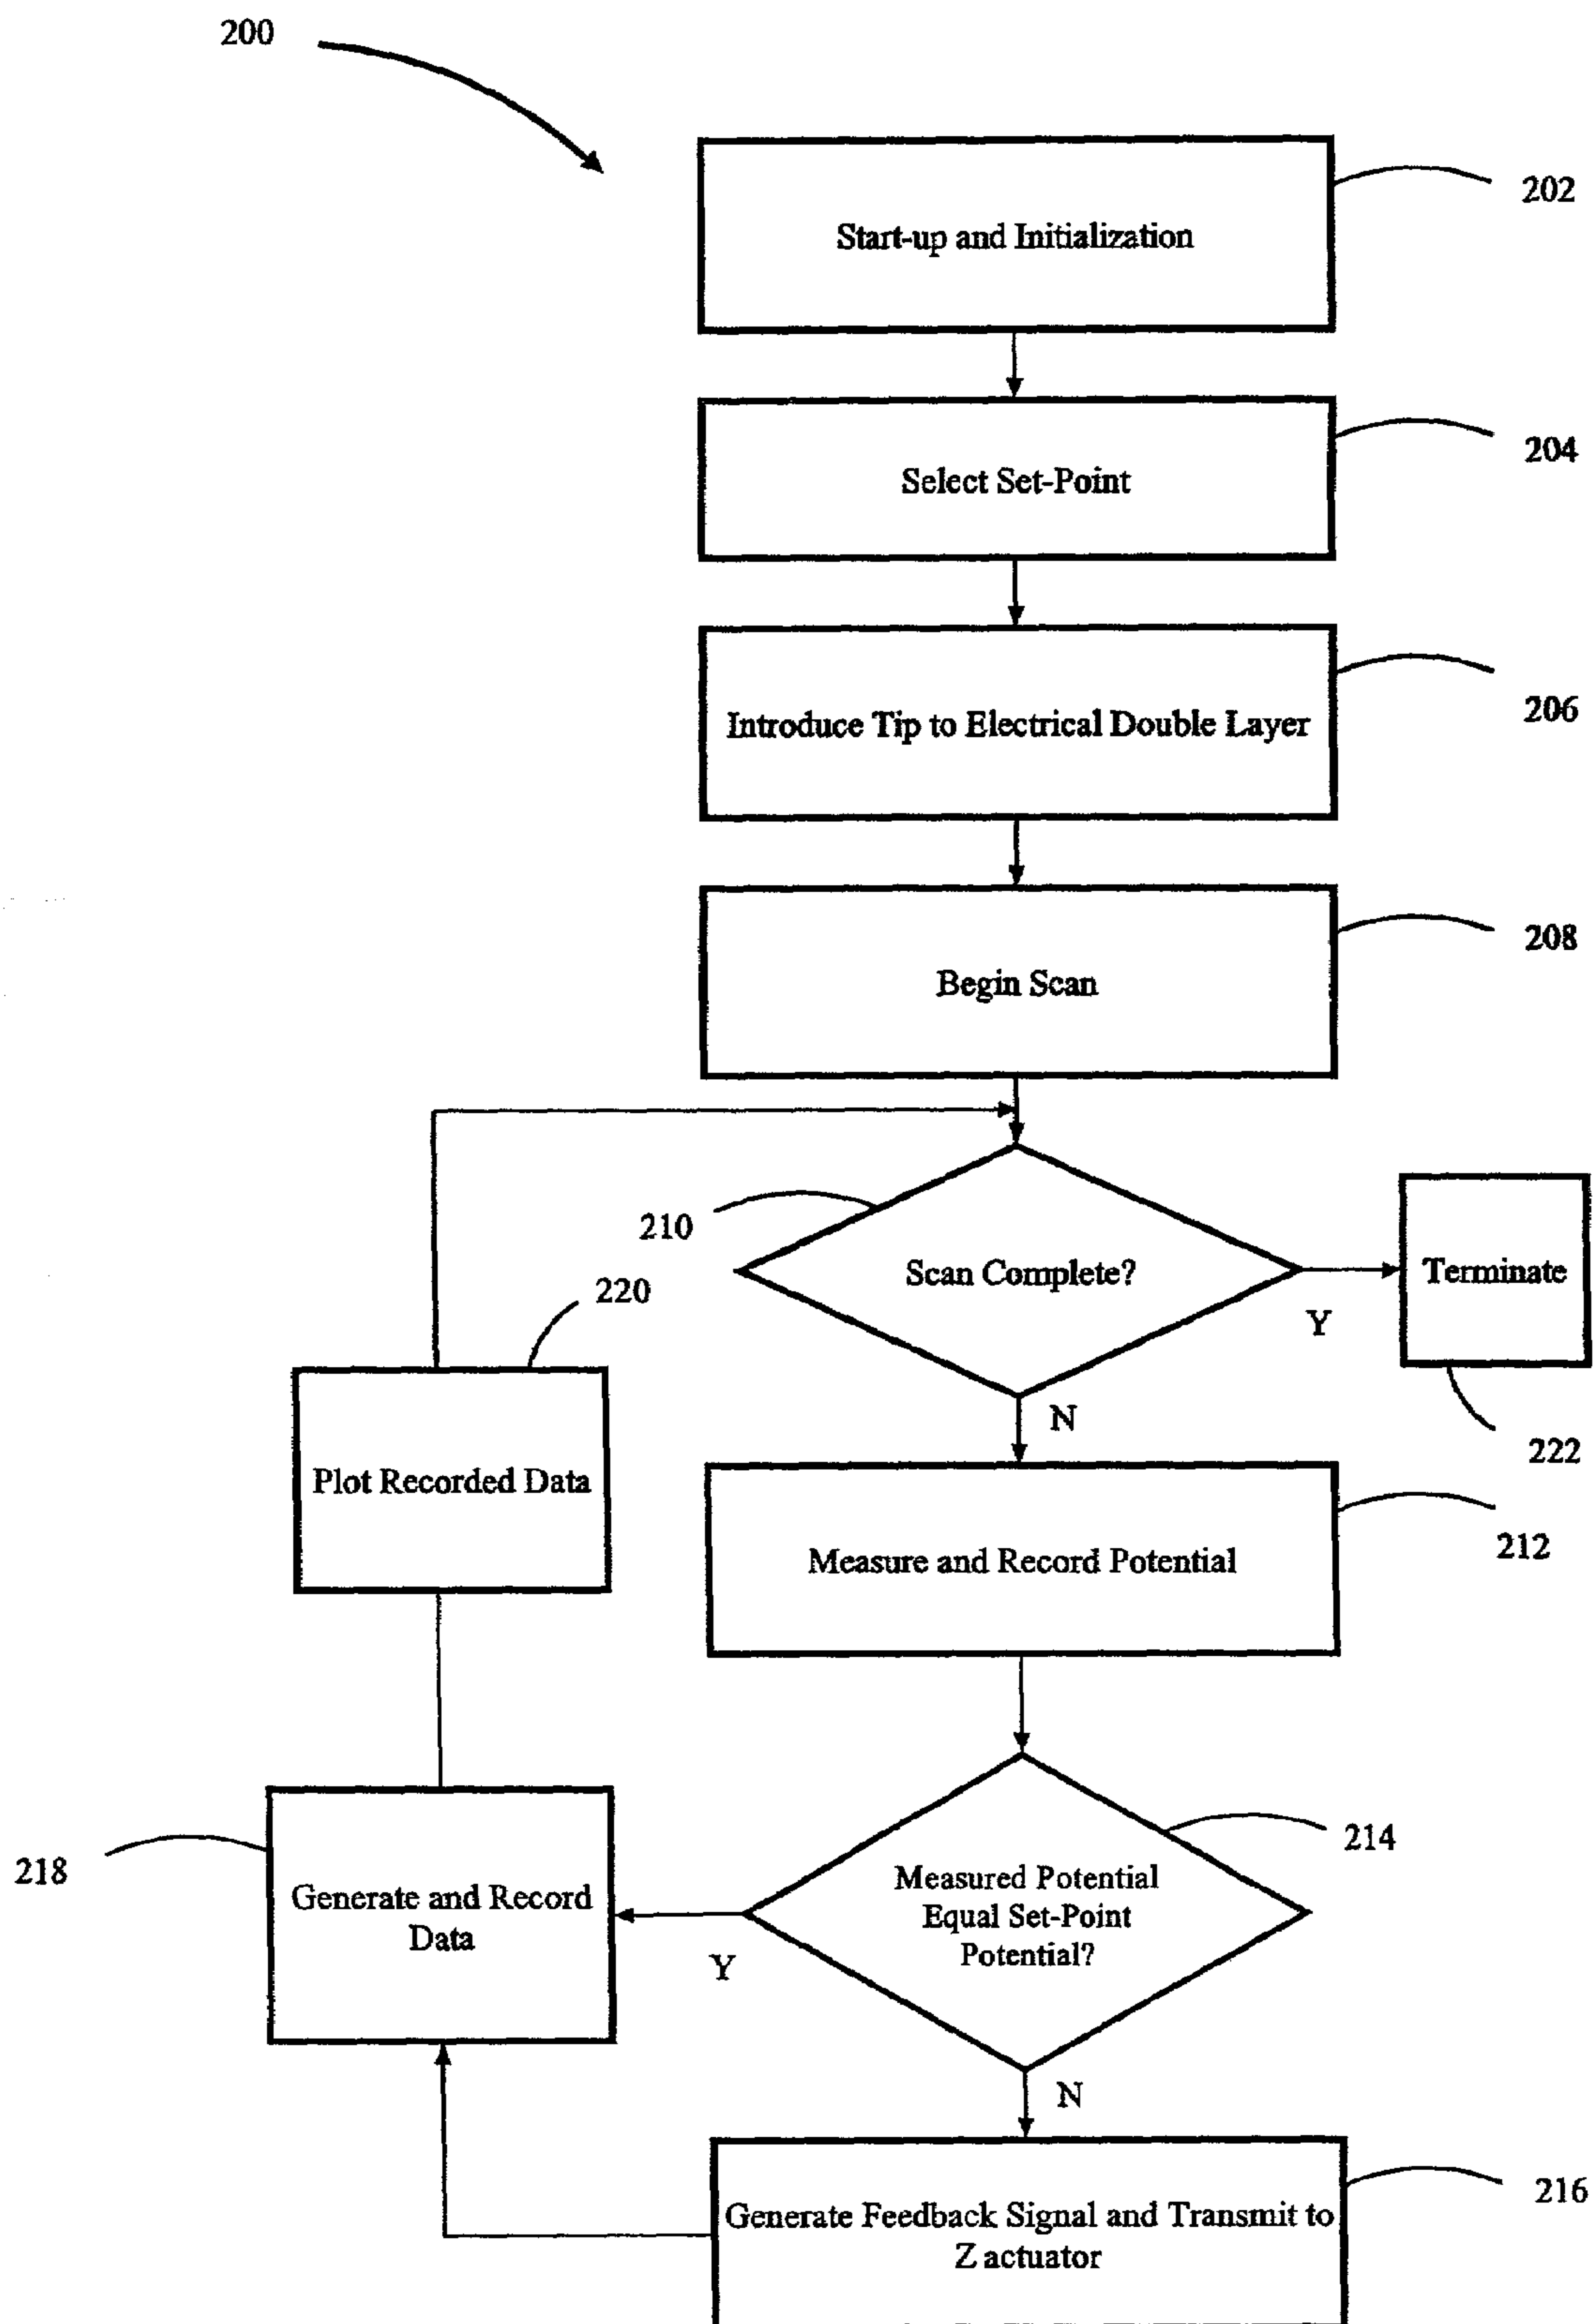 200
202
Start-up and Initialization
204
Select Set-Point
206
Introduce Tip to Electrical Double Layer
208
Begin Scan
210
Scan Complete?
Terminate
Y
220
N
222
Plot Recorded Data
212
Measure and Record Potential
214
218
Measured Potential
Equal Set-Point
Potential?
Generate and Record
Data
Y
N
216
Generate Feedback Signal and Transmit to
Z actuator